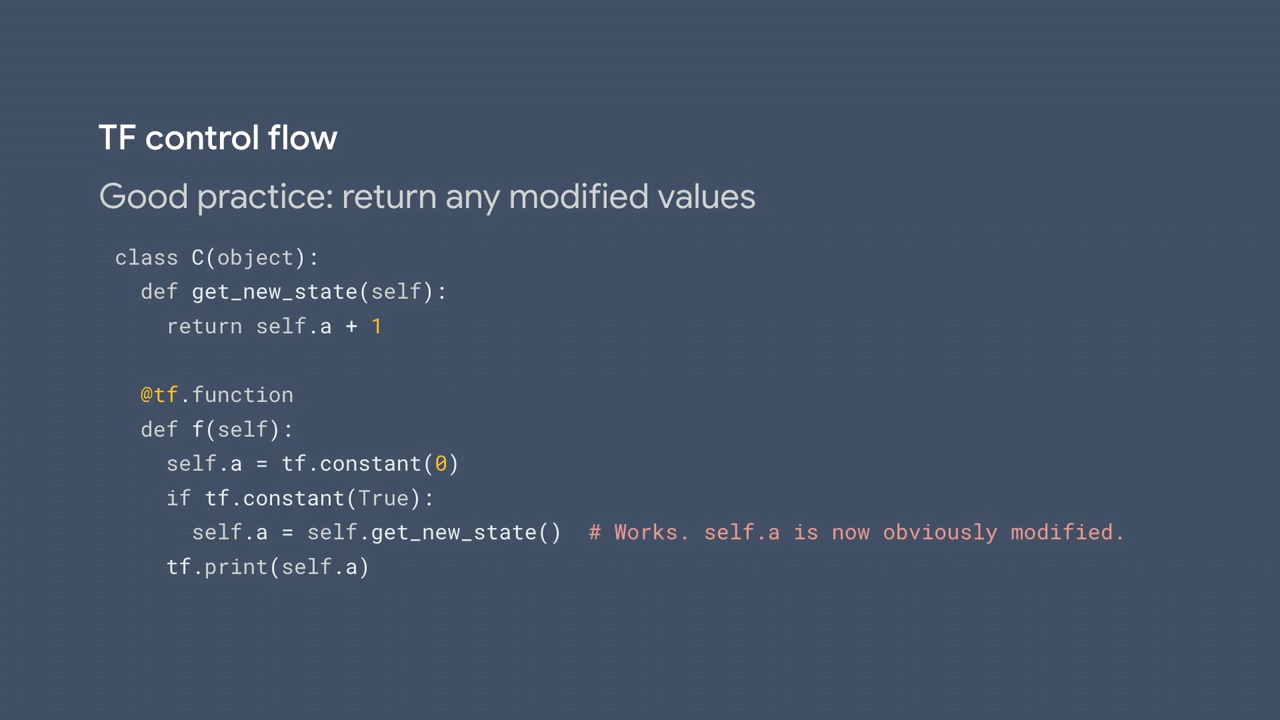 TF control flow
Good practice: return any modified values
class C(object):
  def get_new_state(self):
    return self.a + 1

  @tf.function
  def f(self):
    self.a = tf.constant(0)
    if tf.constant(True):
      self.a = self.get_new_state()  # Works. self.a is now obviously modified.
    tf.print(self.a)